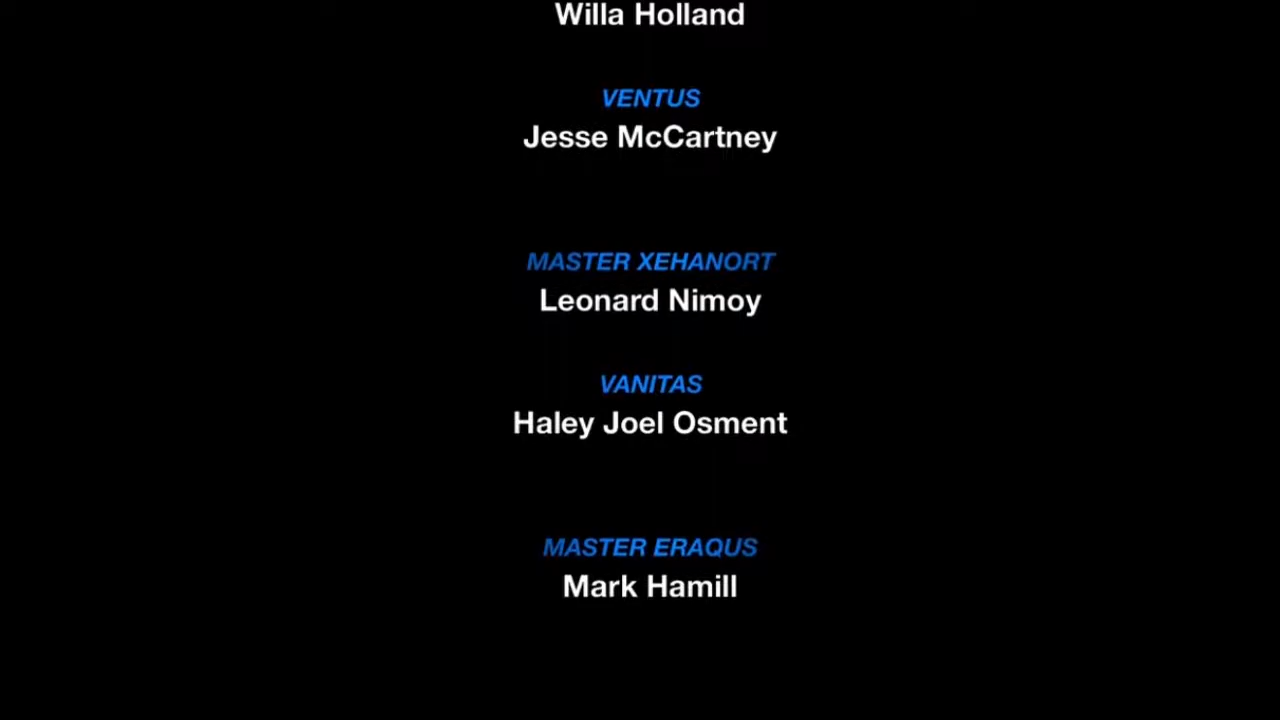 Willa Holland
VENTUS
Jesse McCartney
MASTER XEHANORT
Leonard Nimoy
VANITAS
Haley Joel Osment
MASTER ERAQUS
Mark Hamill